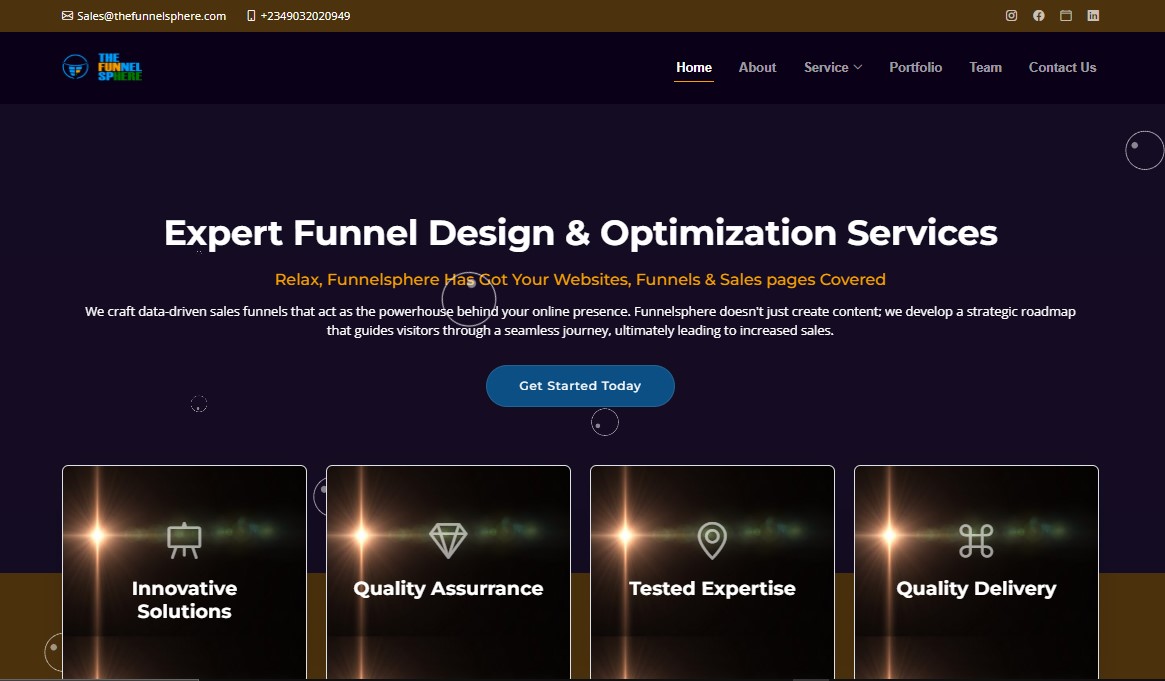 Sales@thefunnelsphere.com +2349032020949
THE
FUNNEL
SPHERE
Home About Service Portfolio Team Contact Us
Expert Funnel Design & Optimization Services
Relax, Funnelsphere Has Got Your Websites, Funnels & Sales pages Covered
We craft data-driven sales funnels that act as the powerhouse behind your online presence. Funnelsphere doesn't just create content; we develop a strategic roadmap
that guides visitors through a seamless journey, ultimately leading to increased sales.
Get Started Today
Innovative
Solutions
Quality Assurrance
Tested Expertise
Quality Delivery